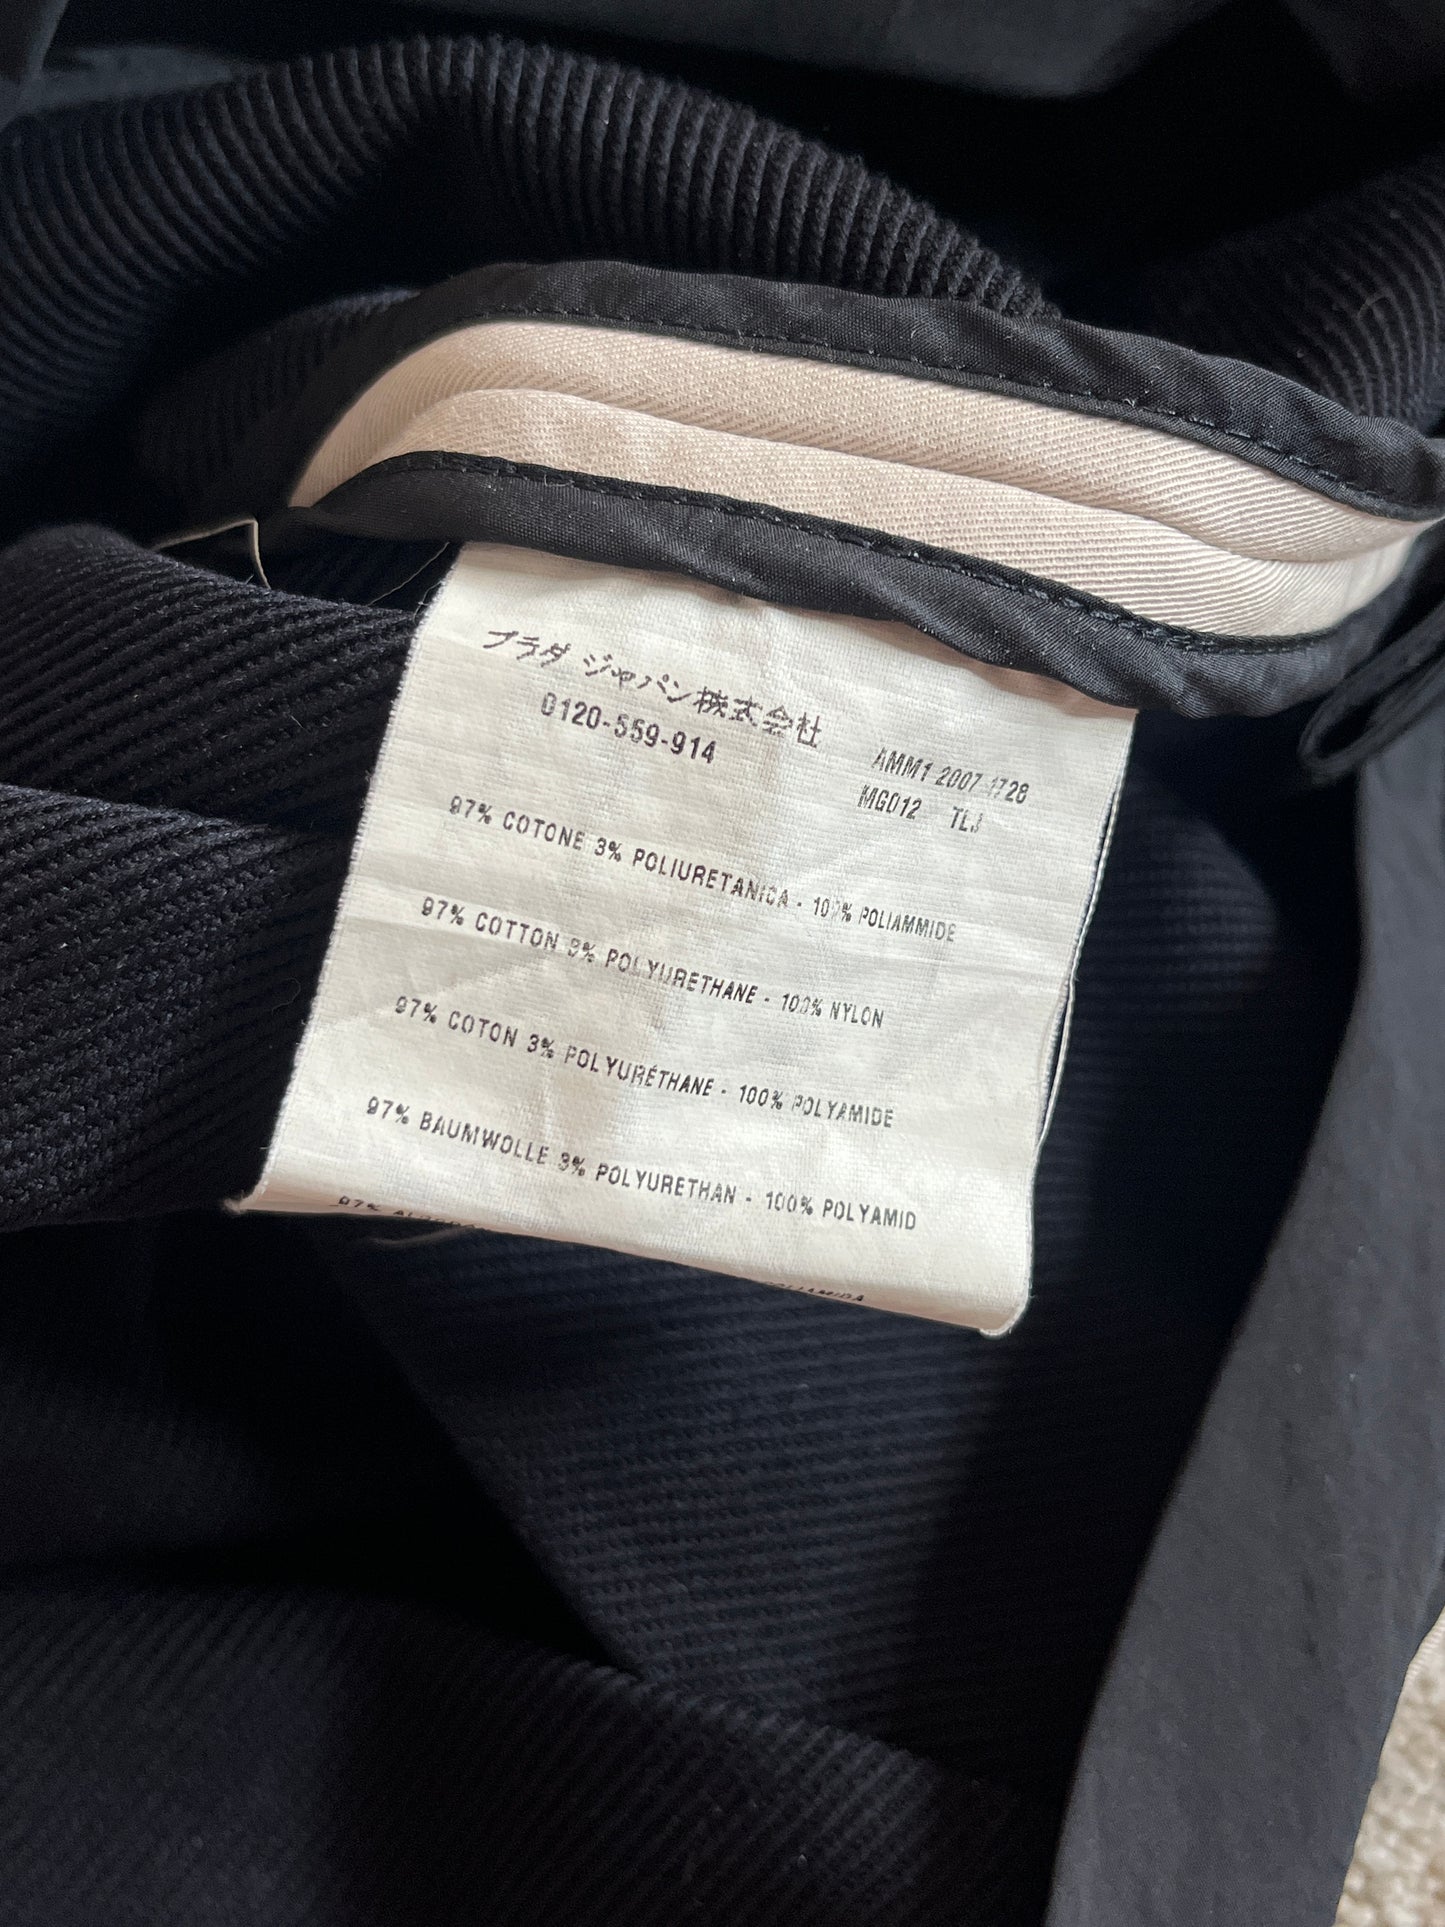 プラダ ジャパン株式会社
0120-559-914
AMM1 2007 1728
MG012 TLJ
97% COTONE 3% POLIURETANICA - 100% POLIAMMIDE
97% COTTON 3% POLYURETHANE - 100% NYLON
97% COTON 3% POLYURÉTHANE - 100% POLYAMIDE
97% BAUMWOLLE 3% POLYURETHAN - 100% POLYAMID
97%